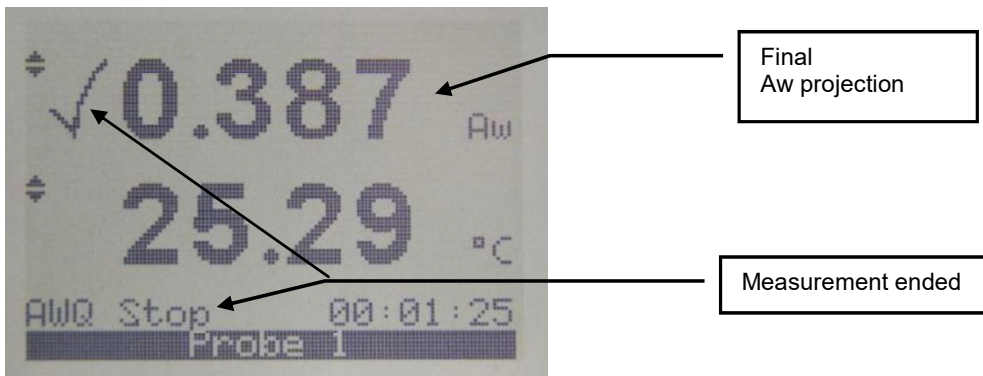 √0.387 Aw
25.29 °C
AWQ Stop 00:01:25
Probe 1
Final
Aw projection
Measurement ended